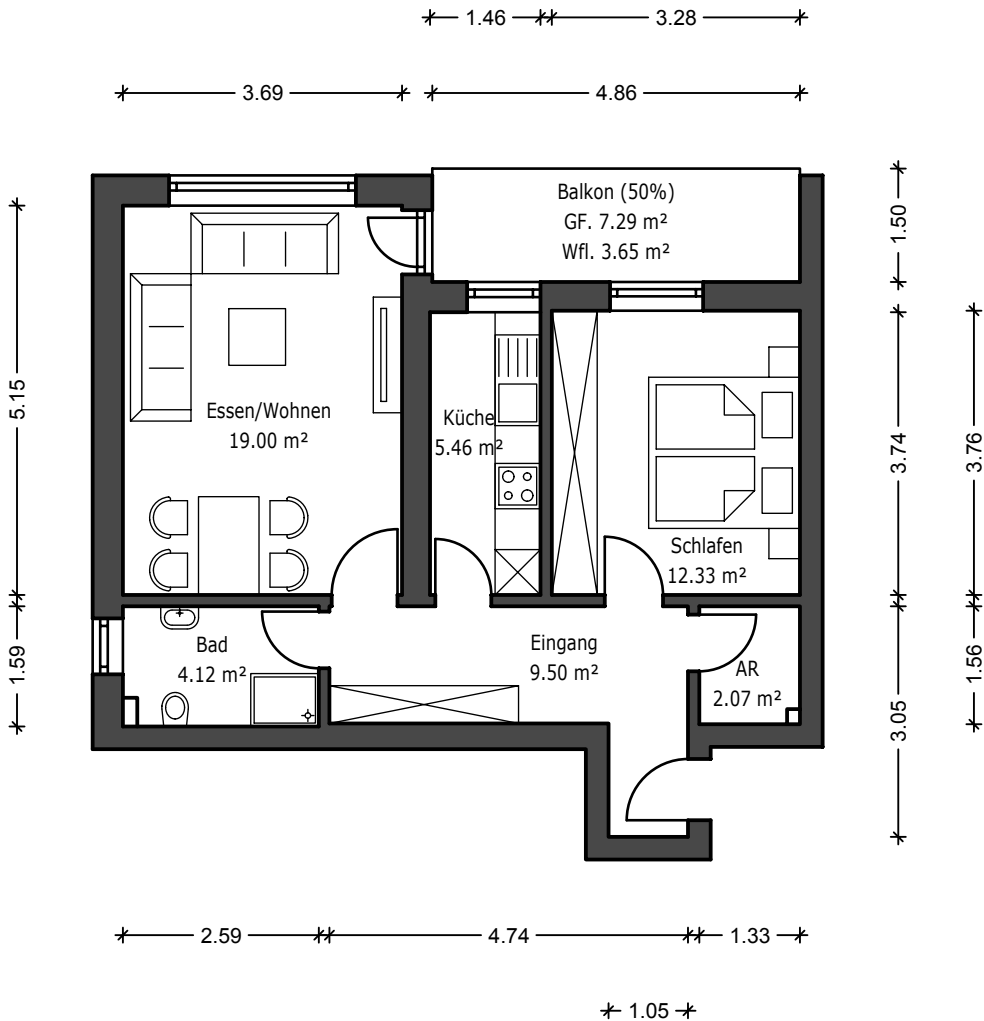 1.46
3.28
3.69
4.86
Balkon (50%)
GF. 7.29 m²
Wfl. 3.65 m²
1.50
5.15
Essen/Wohnen
19.00 m²
Küche
5.46 m²
3.74
3.76
Schlafen
12.33 m²
1.59
Bad
4.12 m²
Eingang
9.50 m²
AR
2.07 m²
1.56
3.05
2.59
4.74
1.33
1.05